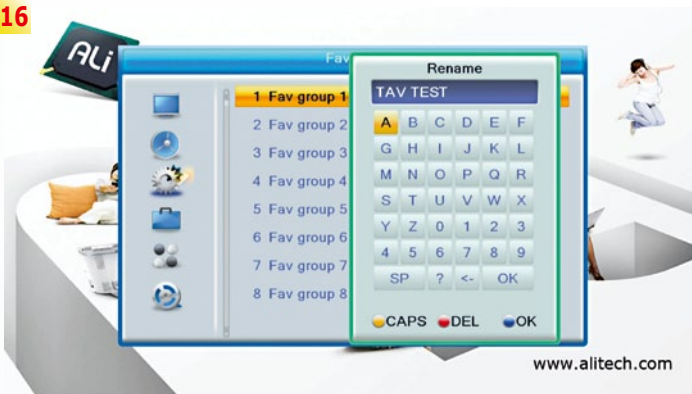 16
ALi
Fav
Rename
TAV TEST
1 Fav group 1
2 Fav group 2
3 Fav group 3
4 Fav group 4
5 Fav group 5
6 Fav group 6
7 Fav group 7
8 Fav group 8
A B C D E F
G H I J K L
M N O P Q R
S T U V W X
Y Z 0 1 2 3
4 5 6 7 8 9
SP ? <- OK
CAPS DEL OK
www.alitech.com